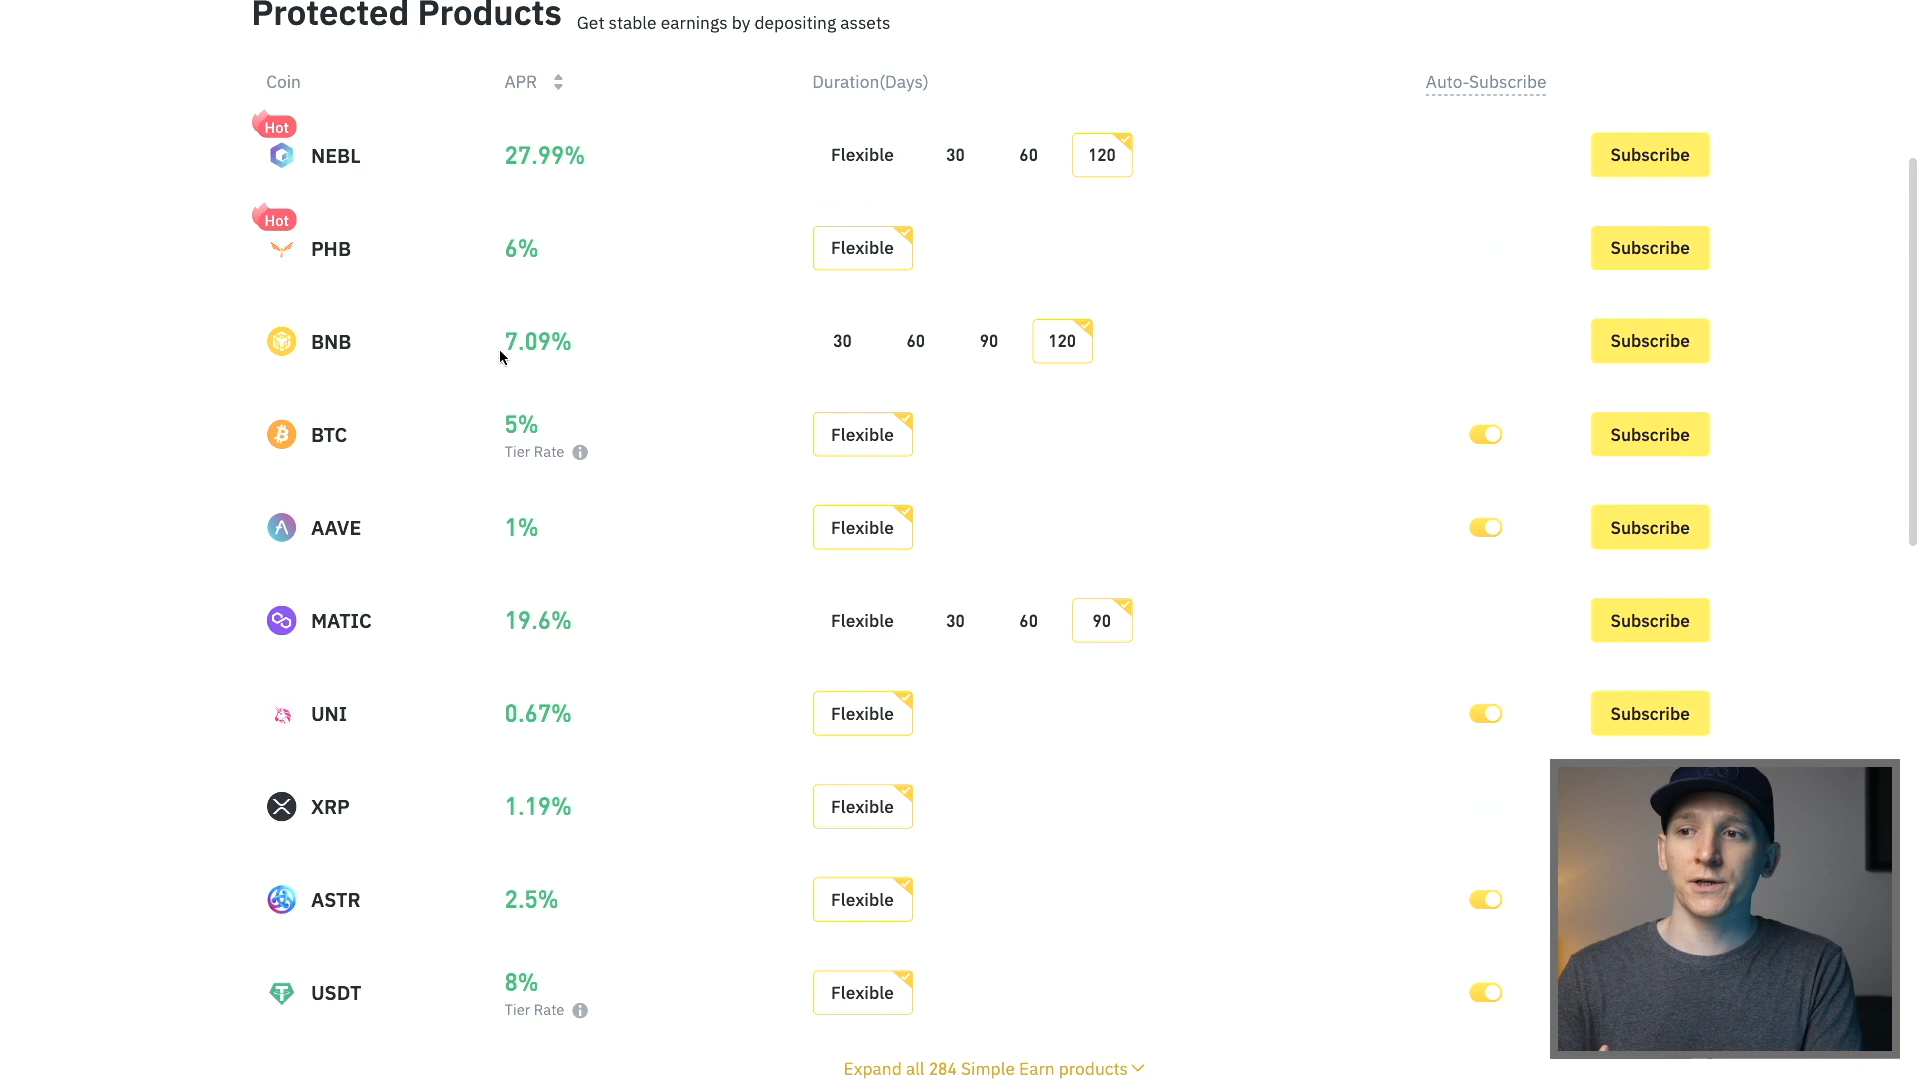 Protected Products Get stable earnings by depositing assets
Coin APR Duration(Days) Auto-Subscribe
Hot
NEBL 27.99% Flexible 30 60 120 Subscribe
Hot
PHB 6% Flexible Subscribe
BNB 7.09% 30 60 90 120 Subscribe
BTC 5% Flexible Subscribe
Tier Rate
AAVE 1% Flexible Subscribe
MATIC 19.6% Flexible 30 60 90 Subscribe
UNI 0.67% Flexible Subscribe
XRP 1.19% Flexible
ASTR 2.5% Flexible
USDT 8% Flexible
Tier Rate
Expand all 284 Simple Earn products